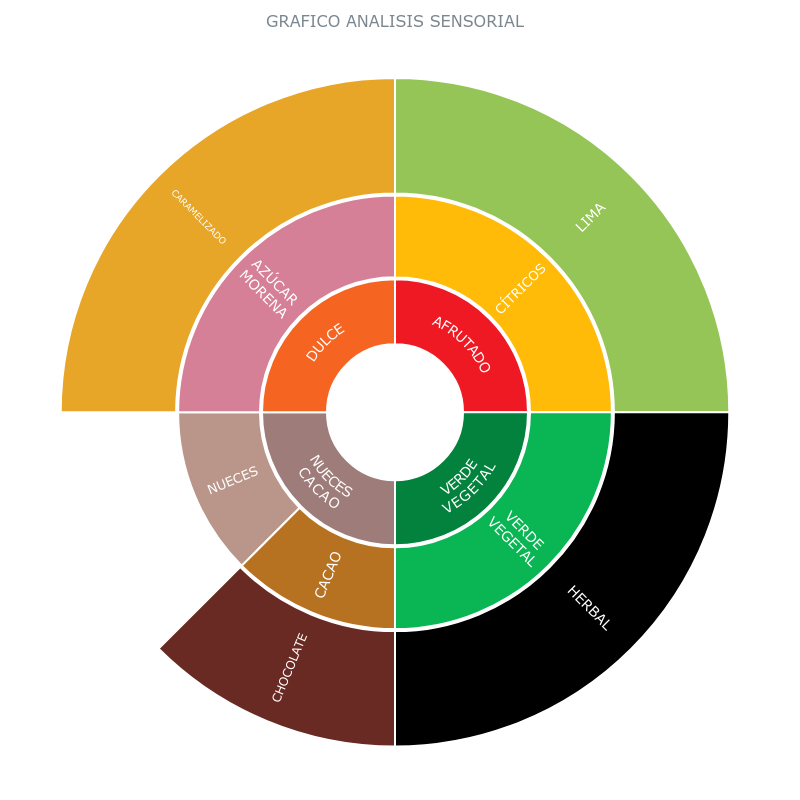 GRAFICO ANALISIS SENSORIAL
CARAMELIZADO
LIMA
AZÚCAR
MORENA
CÍTRICOS
DULCE
AFRUTADO
NUECES
NUECES
CACAO
VERDE
VEGETAL
VERDE
VEGETAL
CACAO
HERBAL
CHOCOLATE